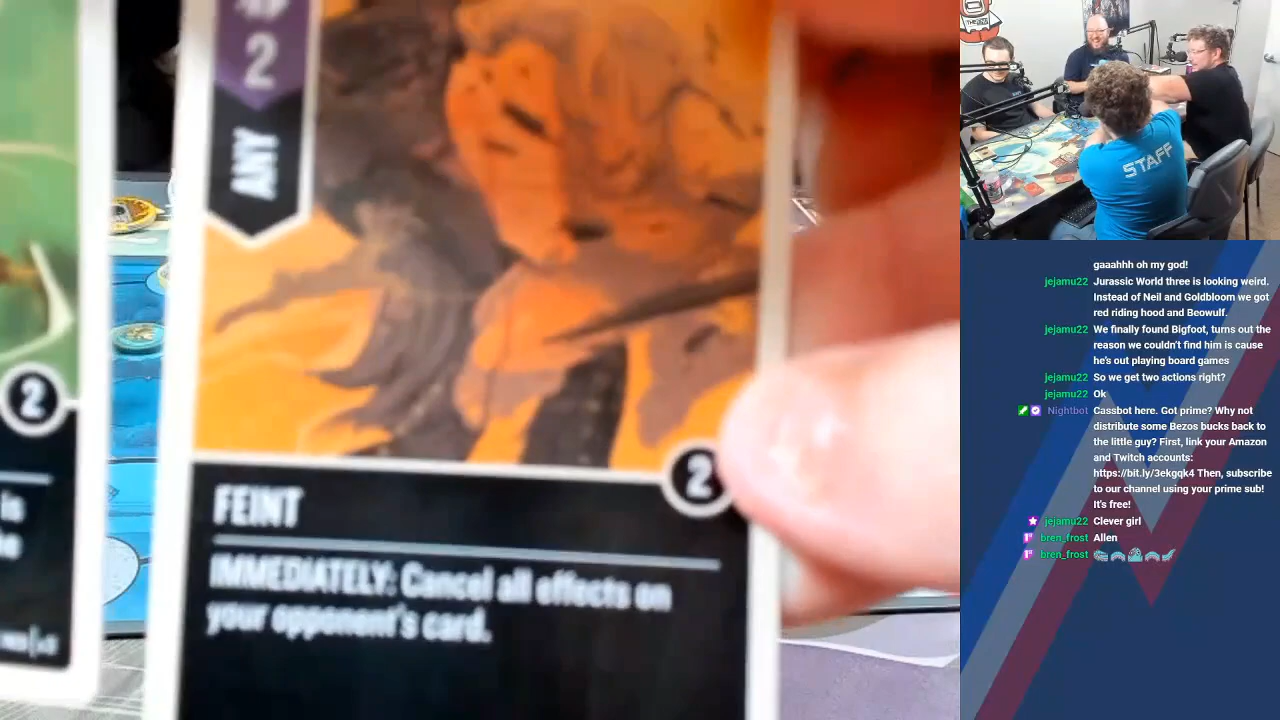 2
ANY
2
is
2
FEINT
IMMEDIATELY: Cancel all effects on
your opponent's card.
STAFF
gaaahhh oh my god!
jejamu22 Jurassic World three is looking weird.
Instead of Neil and Goldbloom we got
red riding hood and Beowulf.
jejamu22 We finally found Bigfoot, turns out the
reason we couldn't find him is cause
he's out playing board games
jejamu22 So we get two actions right?
jejamu22 Ok
Nightbot Cassbot here. Got prime? Why not
distribute some Bezos bucks back to
the little guy? First, link your Amazon
and Twitch accounts:
https://bit.ly/3ekgqk4 Then, subscribe
to our channel using your prime sub!
It's free!
jejamu22 Clever girl
bren_frost Allen
bren_frost